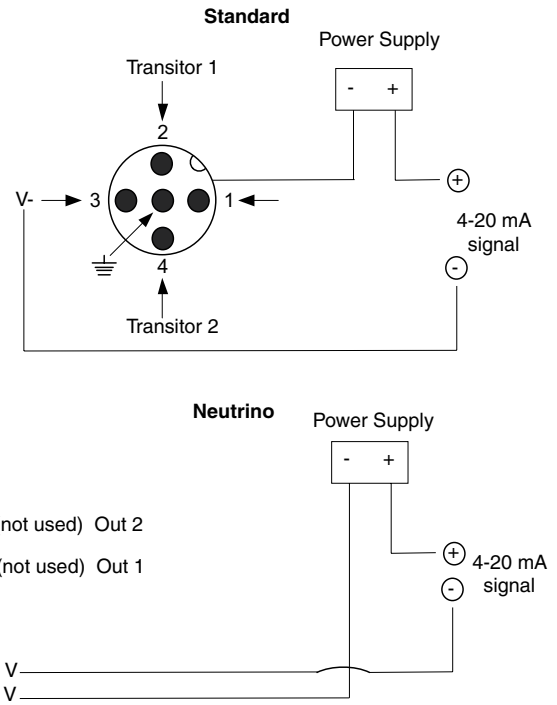 Standard
Power Supply
- +
Transitor 1
2
V- 3 1
+
4-20 mA
signal
-
4
Transitor 2
Neutrino
Power Supply
- +
not used) Out 2
(not used) Out 1
+
4-20 mA
signal
-
V
V